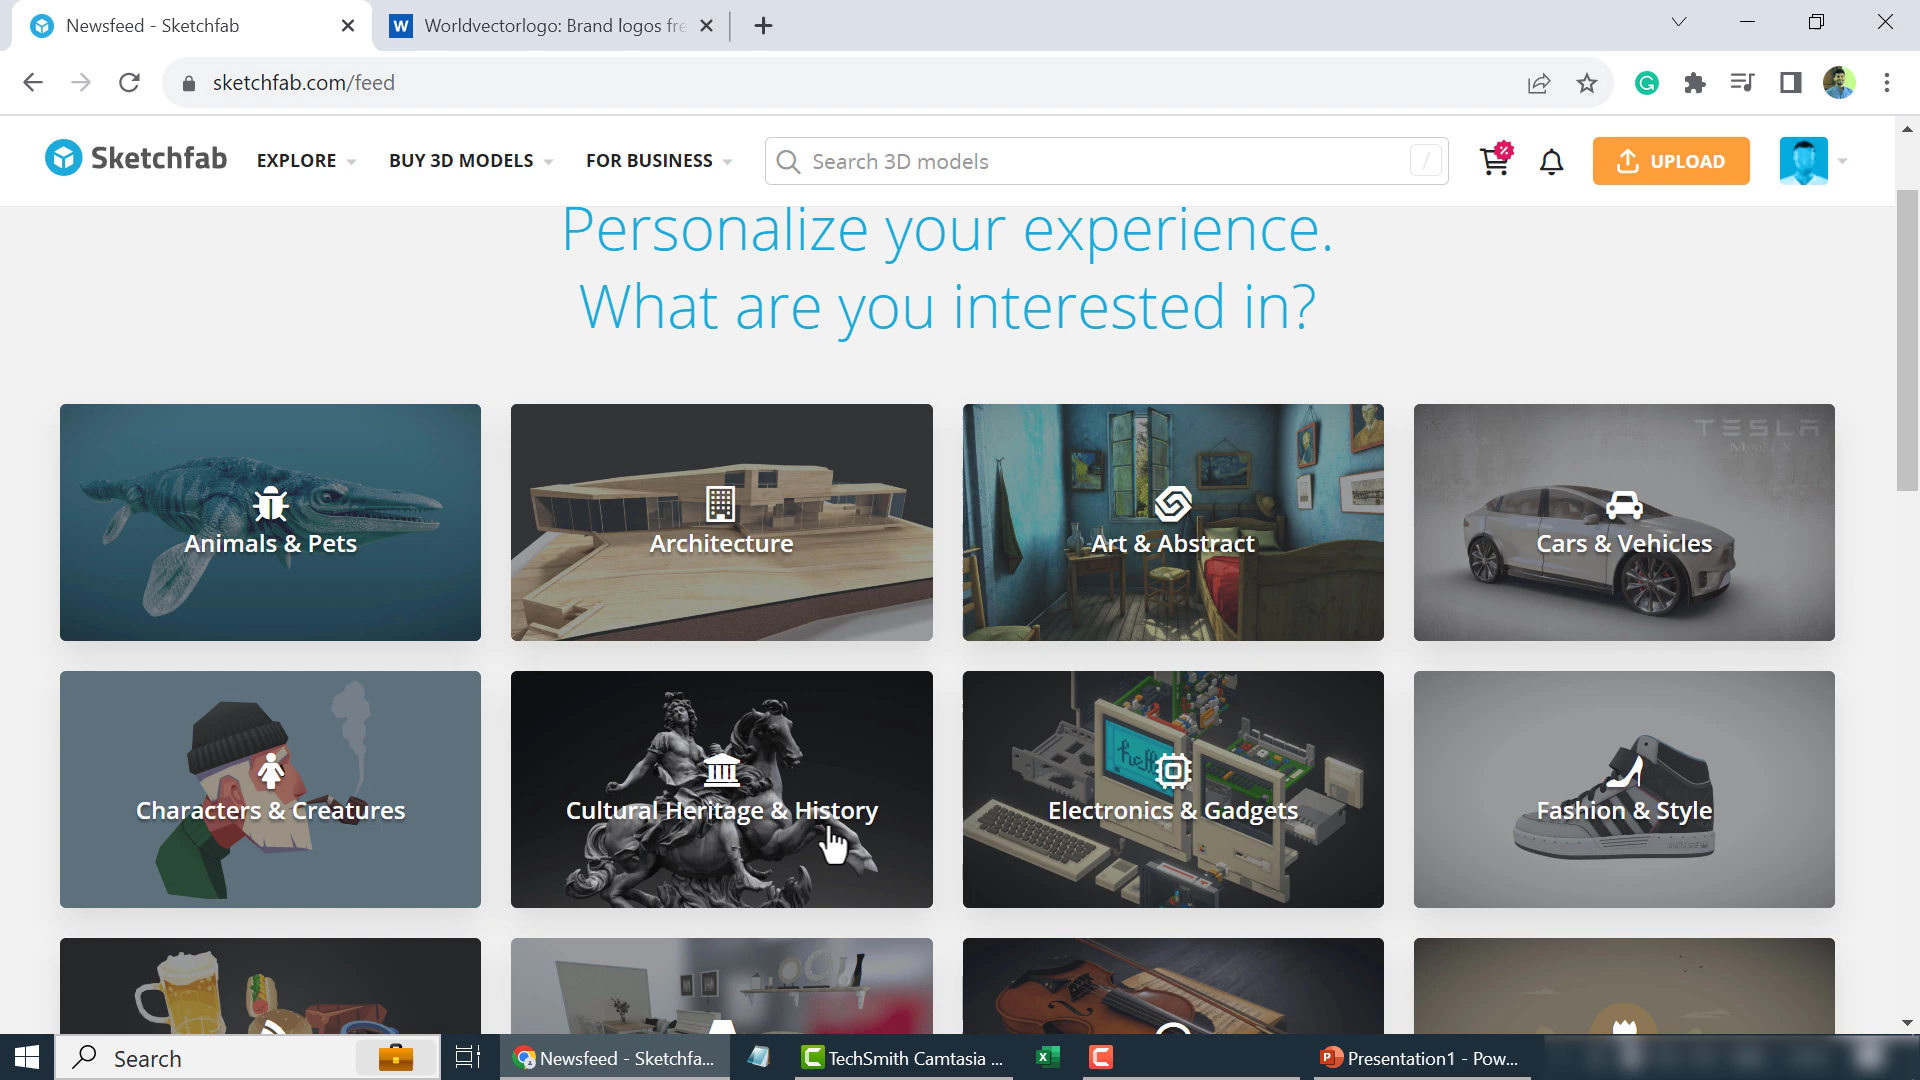 Newsfeed - Sketchfab
W Worldvectorlogo: Brand logos fre
sketchfab.com/feed
Sketchfab
EXPLORE
BUY 3D MODELS
FOR BUSINESS
Search 3D models
/
UPLOAD
Personalize your experience.
What are you interested in?
Animals & Pets
Architecture
Art & Abstract
TESLA
MODEL X
Cars & Vehicles
Characters & Creatures
Cultural Heritage & History
hello
Electronics & Gadgets
Fashion & Style
Search
Newsfeed - Sketchfa...
TechSmith Camtasia ...
Presentation1 - Pow...